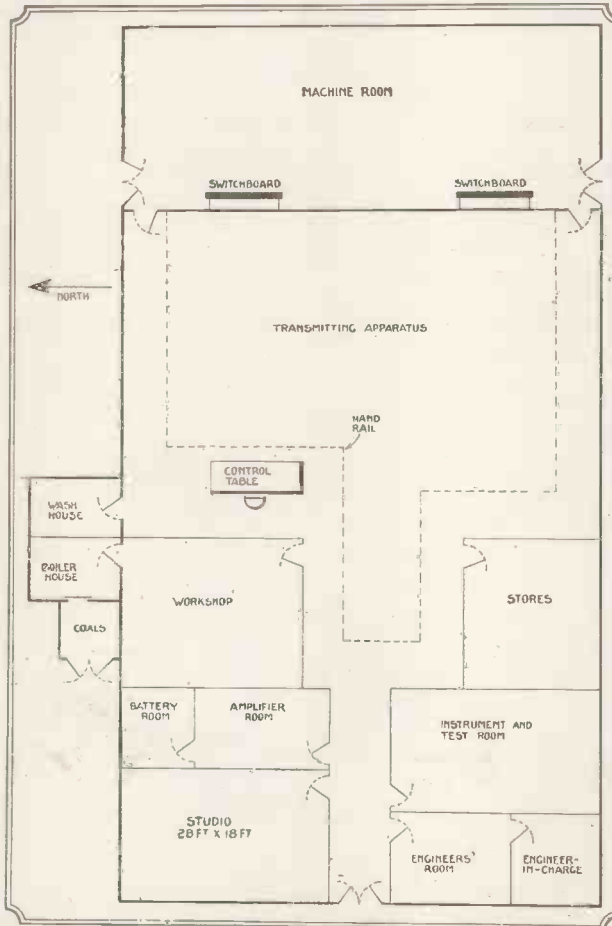 MACHINE ROOM
SWITCHBOARD
SWITCHBOARD
NORTH
TRANSMITTING APPARATUS
HAND
RAIL
CONTROL
TABLE
WASH
HOUSE
BOILER
HOUSE
COALS
WORKSHOP
STORES
BATTERY
ROOM
AMPLIFIER
ROOM
INSTRUMENT AND
TEST ROOM
STUDIO
28 FT X 18 FT
ENGINEERS'
ROOM
ENGINEER-
IN-CHARGE